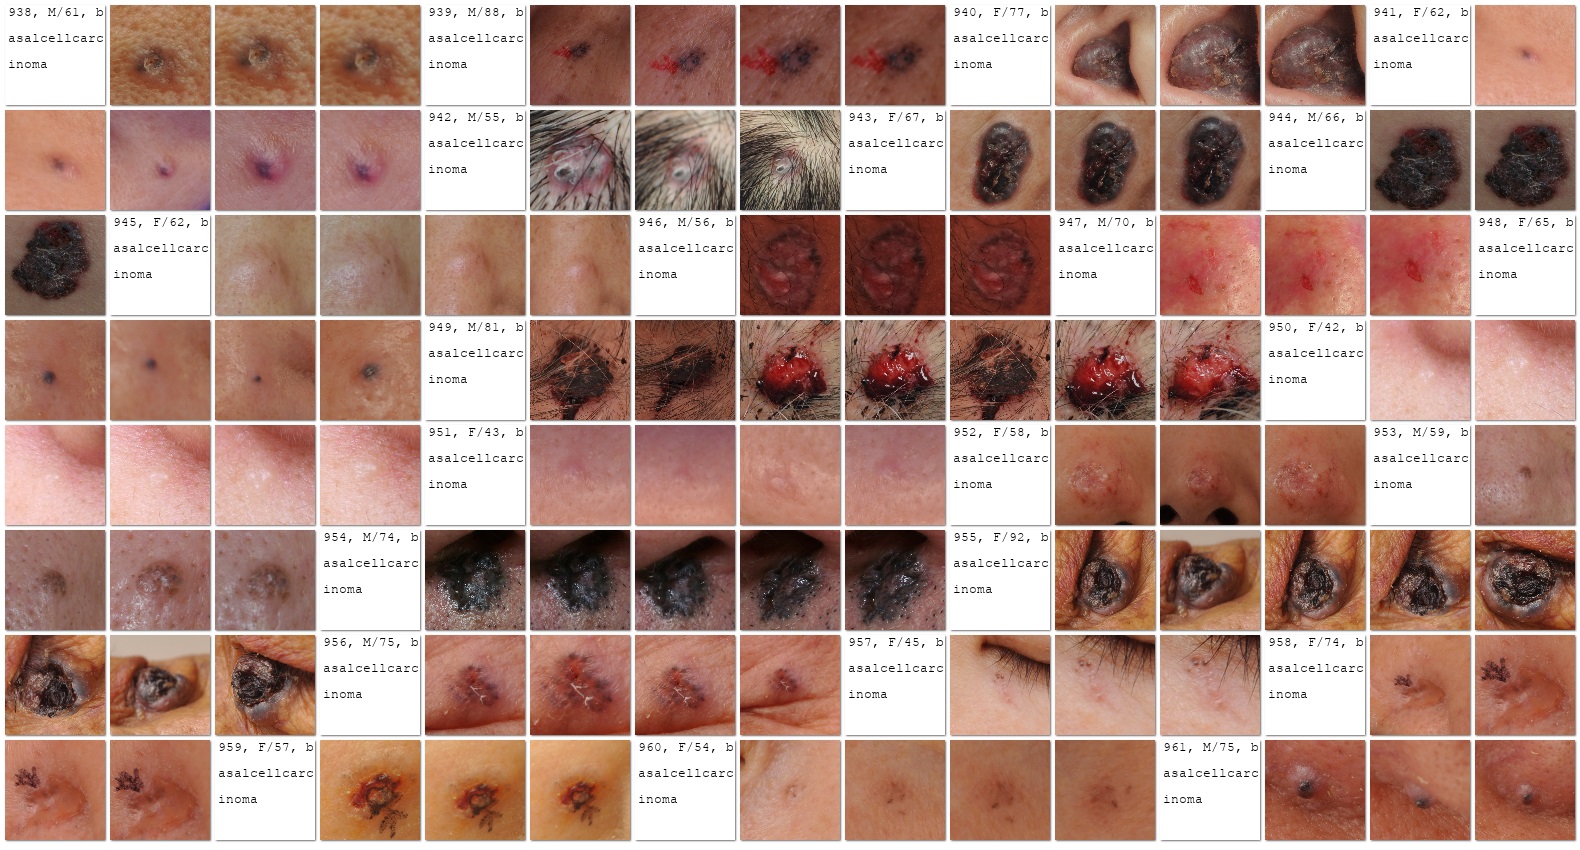 938, M/61, b
asalcellcarc
inoma
939, M/88, b
asalcellcarc
inoma
940, F/77, b
asalcellcarc
inoma
941, F/62, b
asalcellcarc
inoma
942, M/55, b
asalcellcarc
inoma
943, F/67, b
asalcellcarc
inoma
944, M/66, b
asalcellcarc
inoma
945, F/62, b
asalcellcarc
inoma
946, M/56, b
asalcellcarc
inoma
947, M/70, b
asalcellcarc
inoma
948, F/65, b
asalcellcarc
inoma
949, M/81, b
asalcellcarc
inoma
950, F/42, b
asalcellcarc
inoma
951, F/43, b
asalcellcarc
inoma
952, F/58, b
asalcellcarc
inoma
953, M/59, b
asalcellcarc
inoma
954, M/74, b
asalcellcarc
inoma
955, F/92, b
asalcellcarc
inoma
956, M/75, b
asalcellcarc
inoma
957, F/45, b
asalcellcarc
inoma
958, F/74, b
asalcellcarc
inoma
959, F/57, b
asalcellcarc
inoma
960, F/54, b
asalcellcarc
inoma
961, M/75, b
asalcellcarc
inoma